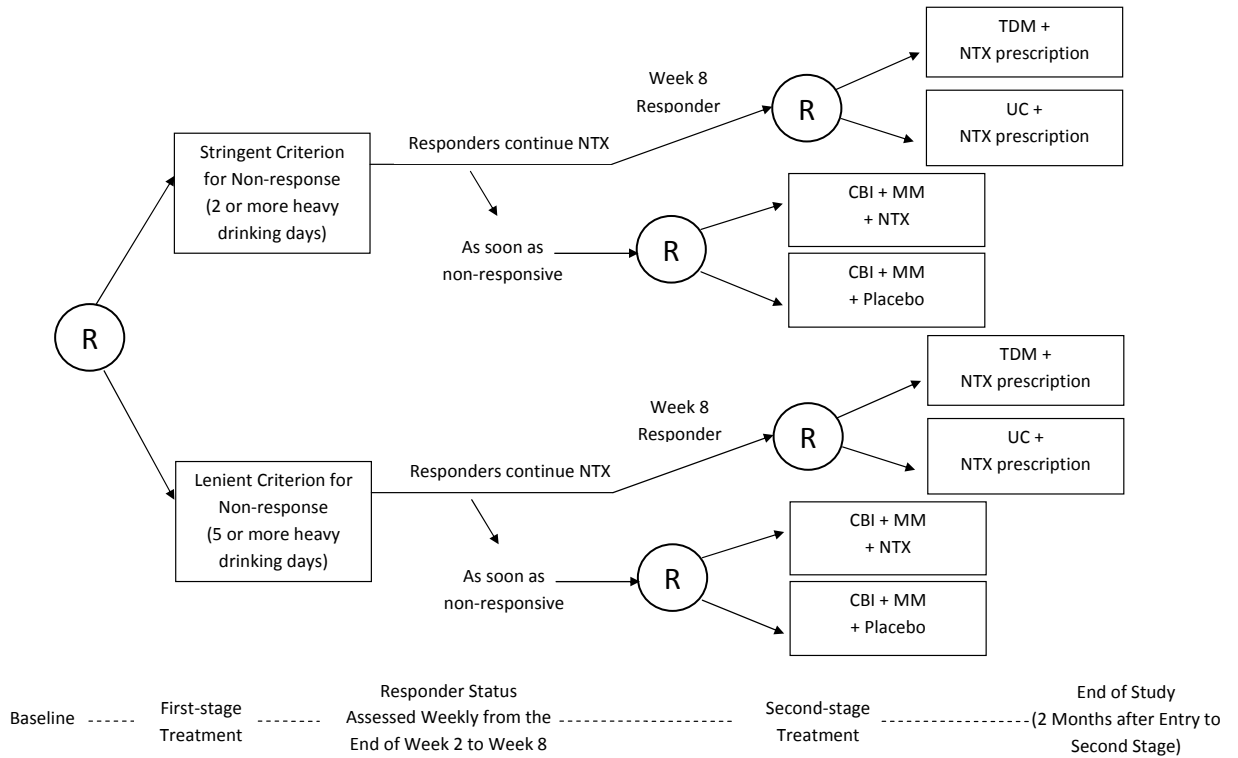 TDM +
NTX prescription
Week 8
Responder
R
UC +
NTX prescription
Stringent Criterion
for Non-response
(2 or more heavy
drinking days)
Responders continue NTX
CBI + MM
+ NTX
As soon as
non-responsive
R
CBI + MM
+ Placebo
R
TDM +
NTX prescription
Week 8
Responder
R
UC +
NTX prescription
Lenient Criterion for
Non-response
(5 or more heavy
drinking days)
Responders continue NTX
CBI + MM
+ NTX
As soon as
non-responsive
R
CBI + MM
+ Placebo
Baseline
First-stage
Treatment
Responder Status
Assessed Weekly from the
End of Week 2 to Week 8
Second-stage
Treatment
End of Study
(2 Months after Entry to
Second Stage)